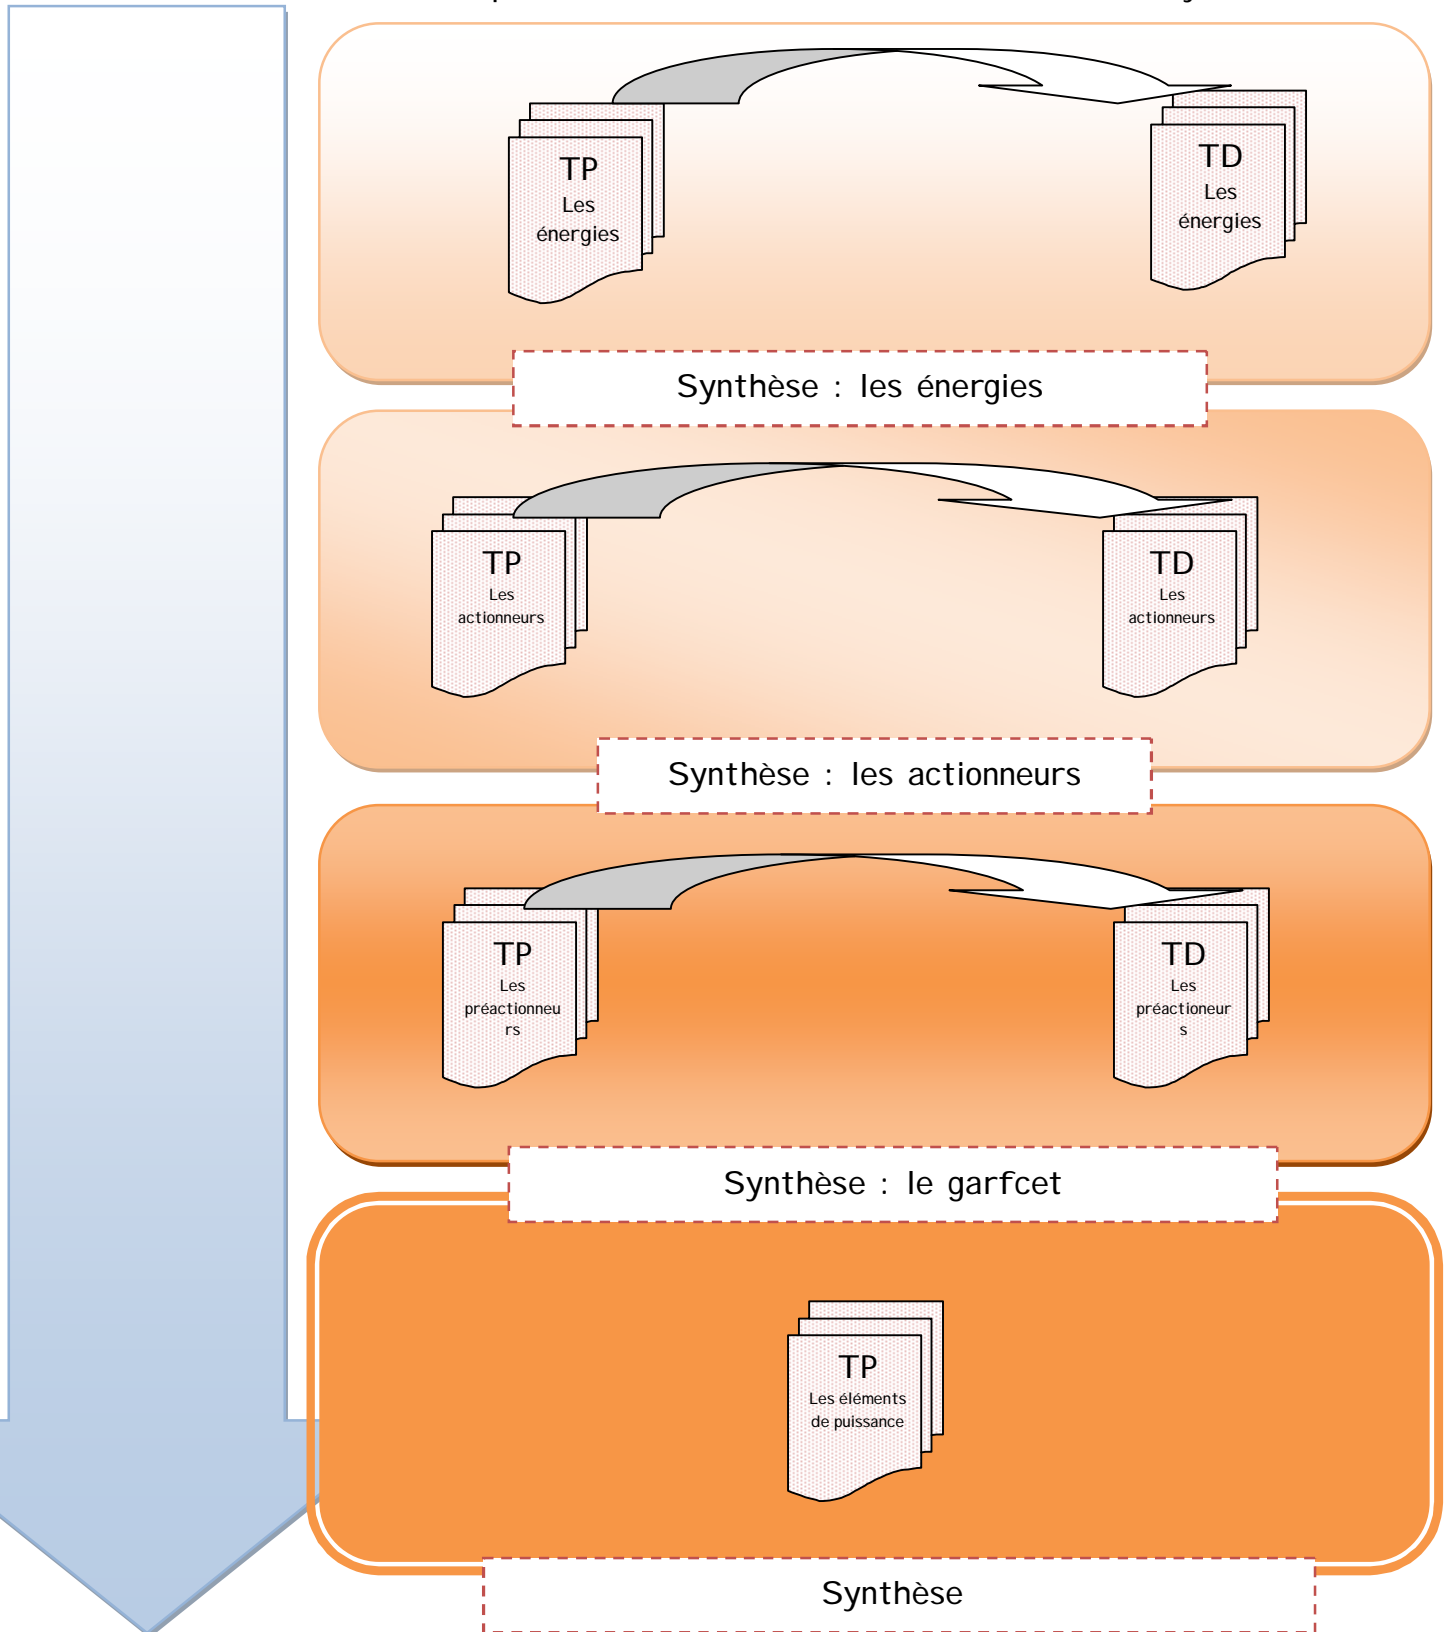 TP
Les
énergies
TD
Les
énergies
Synthèse : les énergies
TP
Les
actionneurs
TD
Les
actionneurs
Synthèse : les actionneurs
TP
Les
préactionneu
rs
TD
Les
préactioneur
s
Synthèse : le garfcet
TP
Les éléments
de puissance
Synthèse